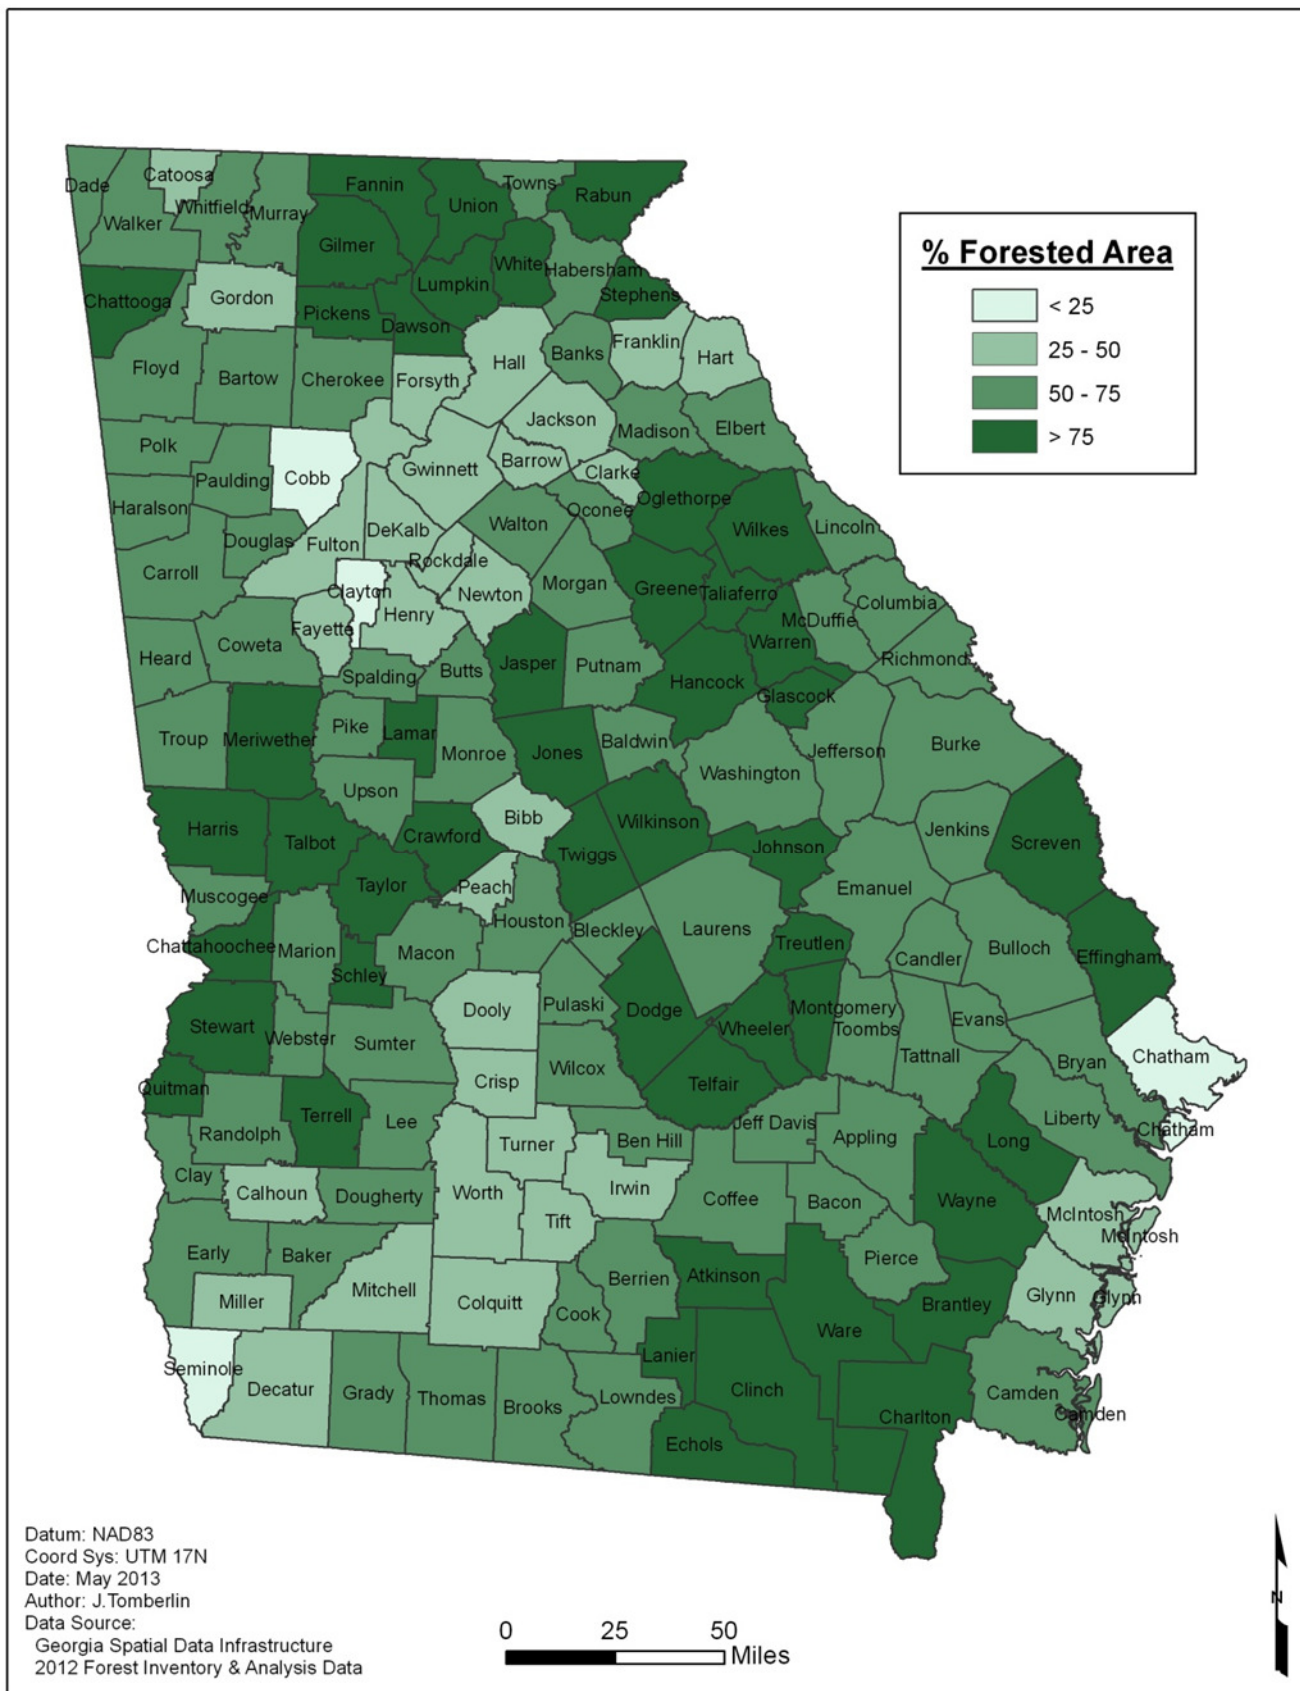 Dade
Catoosa
Whitfield
Walker
Murray
Fannin
Union
Towns
Rabun
Gilmer
White
Habersham
Lumpkin
Stephens
Chattooga
Gordon
Pickens
Dawson
% Forested Area
< 25
25 - 50
50 - 75
> 75
Floyd
Bartow
Cherokee
Forsyth
Hall
Banks
Franklin
Hart
Jackson
Madison
Elbert
Polk
Paulding
Cobb
Gwinnett
Barrow
Clarke
Oglethorpe
Haralson
Douglas
Fulton
DeKalb
Walton
Oconee
Wilkes
Lincoln
Carroll
Rockdale
Clayton
Henry
Newton
Morgan
Greene
Taliaferro
McDuffie
Columbia
Heard
Coweta
Fayette
Spalding
Butts
Jasper
Putnam
Hancock
Warren
Richmond
Glascock
Troup
Meriwether
Pike
Lamar
Monroe
Jones
Baldwin
Washington
Jefferson
Burke
Upson
Harris
Talbot
Crawford
Bibb
Twiggs
Wilkinson
Johnson
Jenkins
Screven
Muscogee
Taylor
Peach
Houston
Bleckley
Laurens
Emanuel
Treutlen
Candler
Bulloch
Effingham
Chattahoochee
Marion
Schley
Macon
Dooly
Pulaski
Dodge
Wheeler
Montgomery
Toombs
Evans
Tattnall
Bryan
Chatham
Stewart
Webster
Sumter
Crisp
Wilcox
Telfair
Liberty
Chatham
Quitman
Randolph
Terrell
Lee
Turner
Ben Hill
Jeff Davis
Appling
Long
Clay
Calhoun
Dougherty
Worth
Tift
Irwin
Coffee
Bacon
Wayne
McIntosh
McIntosh
Early
Baker
Mitchell
Pierce
Miller
Colquitt
Cook
Berrien
Atkinson
Ware
Brantley
Glynn
Glynn
Seminole
Decatur
Grady
Thomas
Brooks
Lowndes
Lanier
Clinch
Echols
Charlton
Camden
Camden
Datum: NAD83
Coord Sys: UTM 17N
Date: May 2013
Author: J.Tomberlin
Data Source:
Georgia Spatial Data Infrastructure
2012 Forest Inventory & Analysis Data
0 25 50
Miles
N